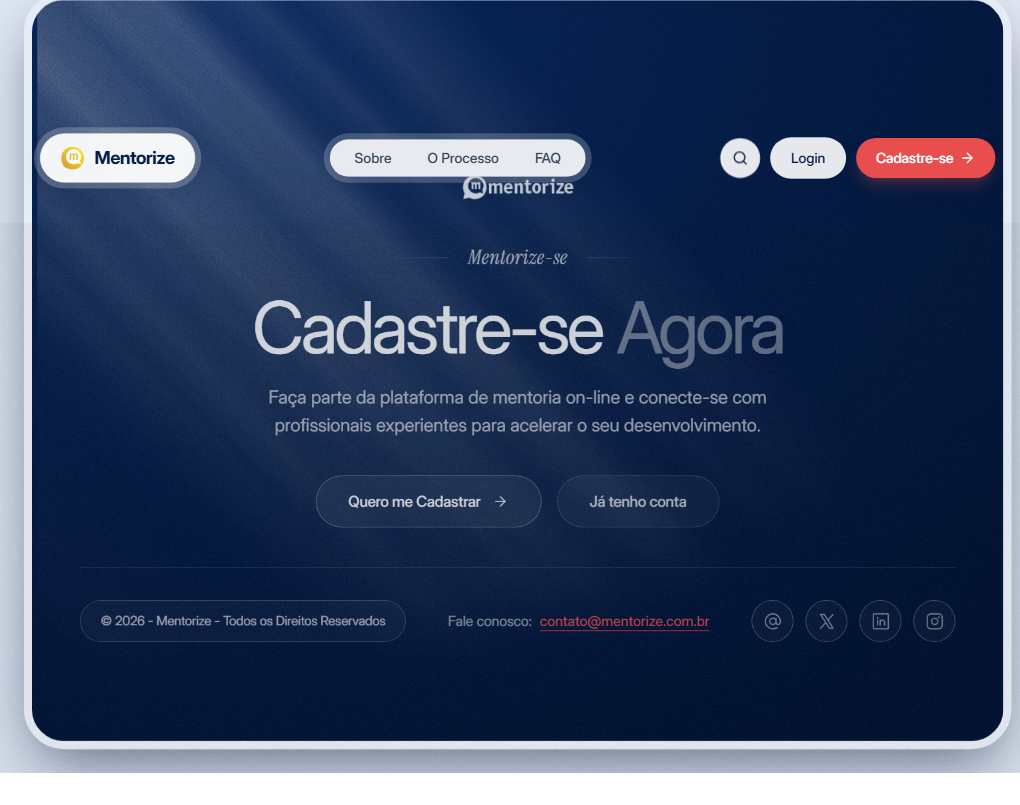 Mentorize
Sobre O Processo FAQ
Login
Cadastre-se
mentorize
Mentorize-se
Cadastre-se Agora
Faça parte da plataforma de mentoria on-line e conecte-se com
profissionais experientes para acelerar o seu desenvolvimento.
Quero me Cadastrar
Já tenho conta
© 2026 - Mentorize - Todos os Direitos Reservados
Fale conosco: contato@mentorize.com.br